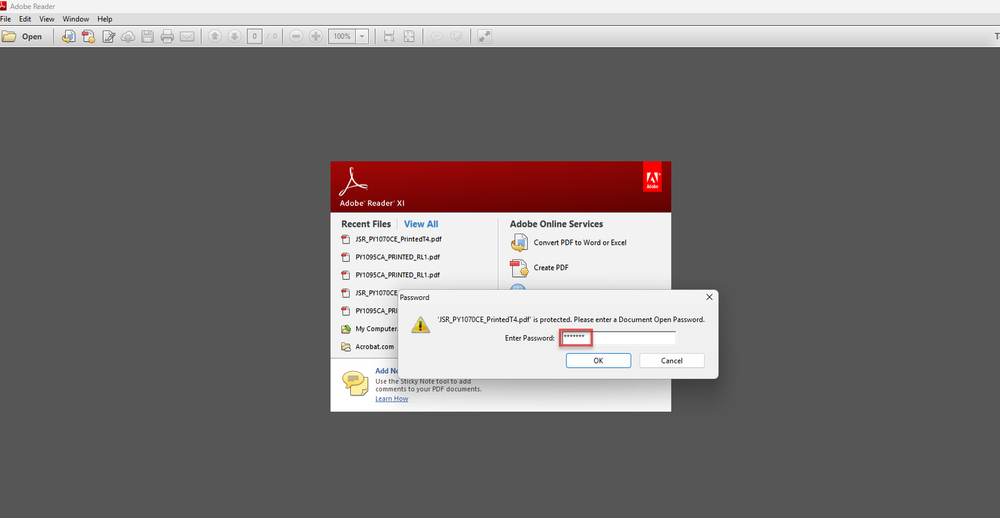 Adobe Reader
File Edit View Window Help
Open 0 / 0 100%
Adobe
Adobe® Reader® XI
Recent Files View All
JSR_PY1070CE_PrintedT4.pdf
PY1095CA_PRINTED_RL1.pdf
PY1095CA_PRINTED_RL1.pdf
JSR_PY1070CE
PY1095CA_PRI
My Computer
Acrobat.com
Adobe Online Services
Convert PDF to Word or Excel
Create PDF
Password
'JSR_PY1070CE_PrintedT4.pdf' is protected. Please enter a Document Open Password.
Enter Password: *******
OK Cancel
Add No
Use the Sticky Note tool to add
comments to your PDF documents.
Learn How